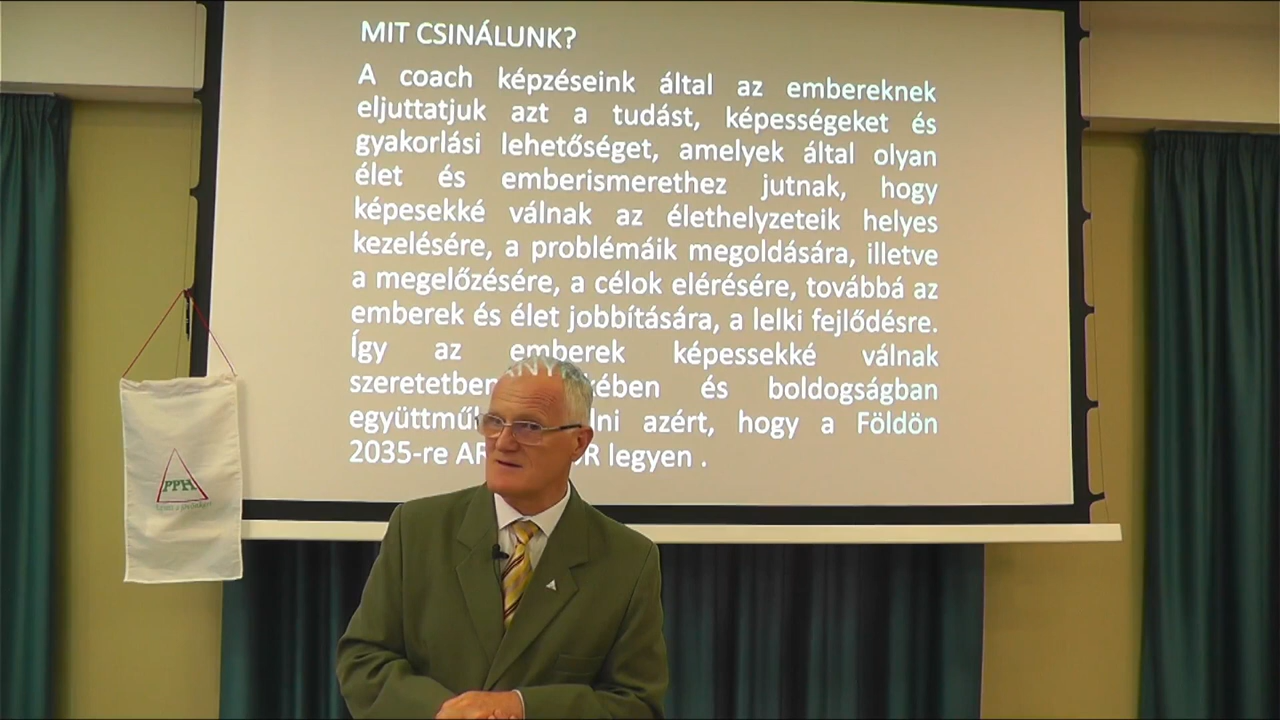 MIT CSINÁLUNK?
A coach képzéseink által az embereknek
eljuttatjuk azt a tudást, képességeket és
gyakorlási lehetőséget, amelyek által olyan
élet és emberismerethez jutnak, hogy
képesekké válnak az élethelyzeteik helyes
kezelésére, a problémáik megoldására, illetve
a megelőzésére, a célok elérésére, továbbá az
emberek és élet jobbítására, a lelki fejlődésre.
Így az emberek képessekké válnak
és boldogságban
azért, hogy a Földön
2035-re legyen .
PPH